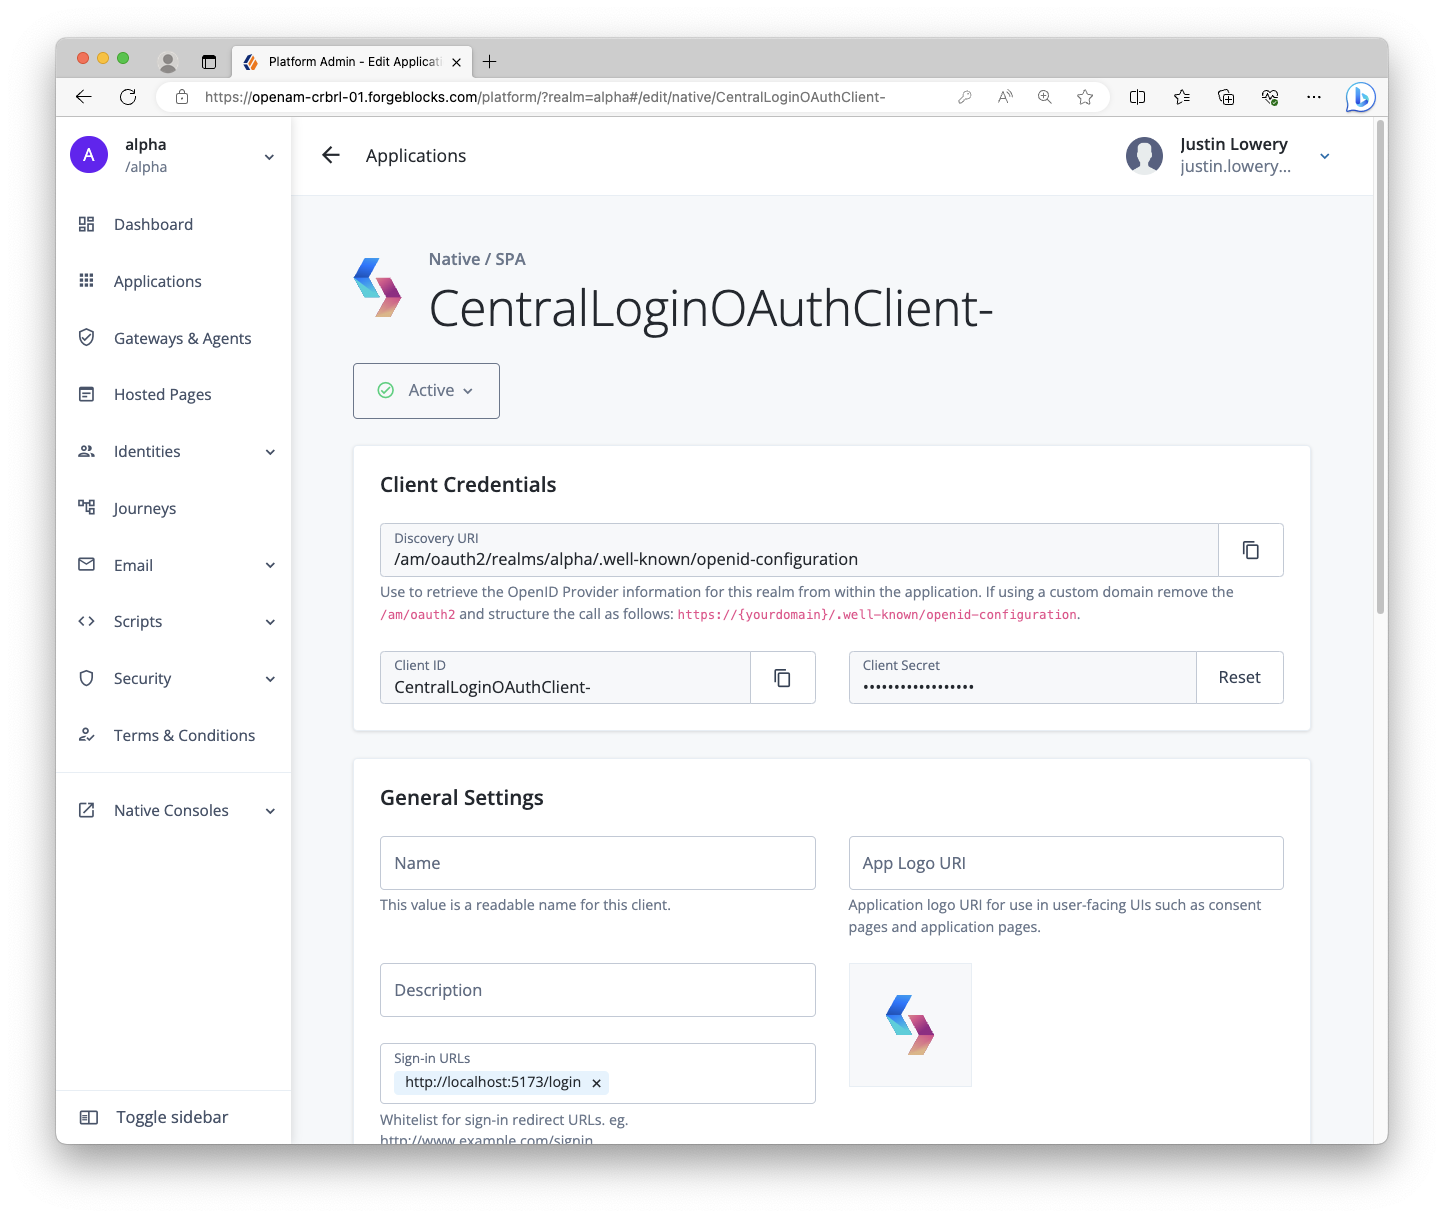 Platform Admin - Edit Applicati
https://openam-crbrl-01.forgeblocks.com/platform/?realm=alpha#/edit/native/CentralLoginOAuthClient-
A
alpha
/alpha
Applications
Justin Lowery
justin.lowery...
Dashboard
Applications
Gateways & Agents
Hosted Pages
Identities
Journeys
Email
Scripts
Security
Terms & Conditions
Native Consoles
Toggle sidebar
Native / SPA
CentralLoginOAuthClient-
Active
Client Credentials
Discovery URI
/am/oauth2/realms/alpha/.well-known/openid-configuration
Use to retrieve the OpenID Provider information for this realm from within the application. If using a custom domain remove the
/am/oauth2 and structure the call as follows: https://{yourdomain}/.well-known/openid-configuration.
Client ID
CentralLoginOAuthClient-
Client Secret
••••••••••••••••••
Reset
General Settings
Name
This value is a readable name for this client.
App Logo URI
Application logo URI for use in user-facing UIs such as consent
pages and application pages.
Description
Sign-in URLs
http://localhost:5173/login
Whitelist for sign-in redirect URLs. eg.
http://www.example.com/signin